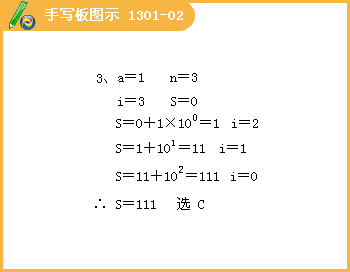 手写板图示 1301-02
3、a＝1 n＝3
i＝3 S＝0
S＝0＋1×10⁰＝1 i＝2
S＝1＋10¹＝11 i＝1
S＝11＋10²＝111 i＝0
∴ S＝111 选 C